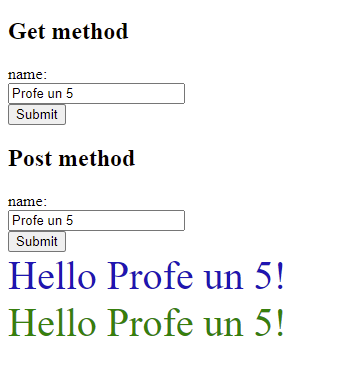 Get method
name:
Profe un 5
Submit
Post method
name:
Profe un 5
Submit
Hello Profe un 5!
Hello Profe un 5!